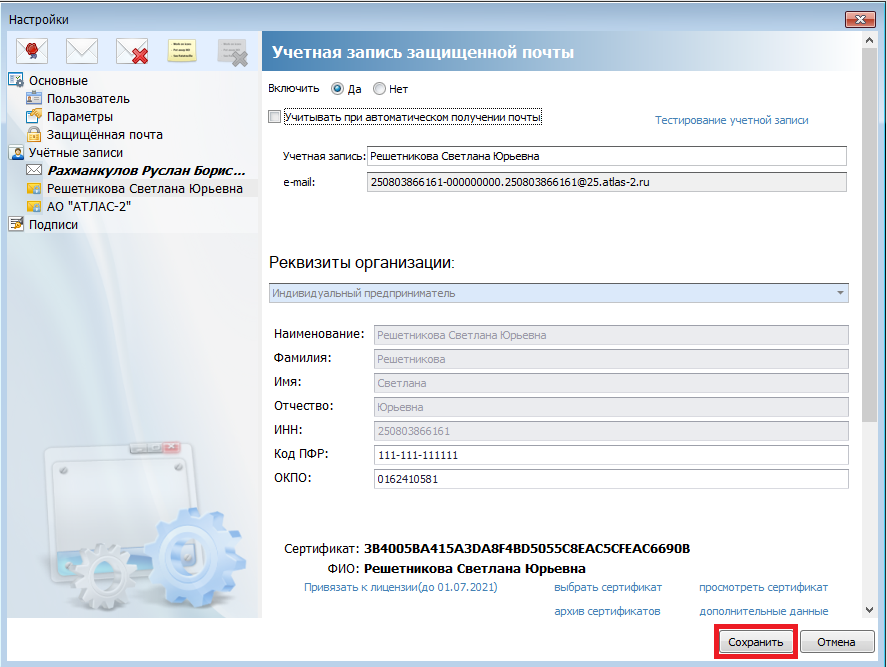 Настройки
Основные
Пользователь
Параметры
Защищённая почта
Учётные записи
Рахманкулов Руслан Борис...
Решетникова Светлана Юрьевна
АО "АТЛАС-2"
Подписи
Учетная запись защищенной почты
Включить Да Нет
Учитывать при автоматическом получении почты
Тестирование учетной записи
Учетная запись: Решетникова Светлана Юрьевна
e-mail: 250803866161-000000000.250803866161@25.atlas-2.ru
Реквизиты организации:
Индивидуальный предприниматель
Наименование: Решетникова Светлана Юрьевна
Фамилия: Решетникова
Имя: Светлана
Отчество: Юрьевна
ИНН: 250803866161
Код ПФР: 111-111-111111
ОКПО: 0162410581
Сертификат: 3B4005BA415A3DA8F4BD5055C8EAC5CFEAC6690B
ФИО: Решетникова Светлана Юрьевна
Привязать к лицензии(до 01.07.2021) выбрать сертификат просмотреть сертификат
архив сертификатов дополнительные данные
Сохранить Отмена